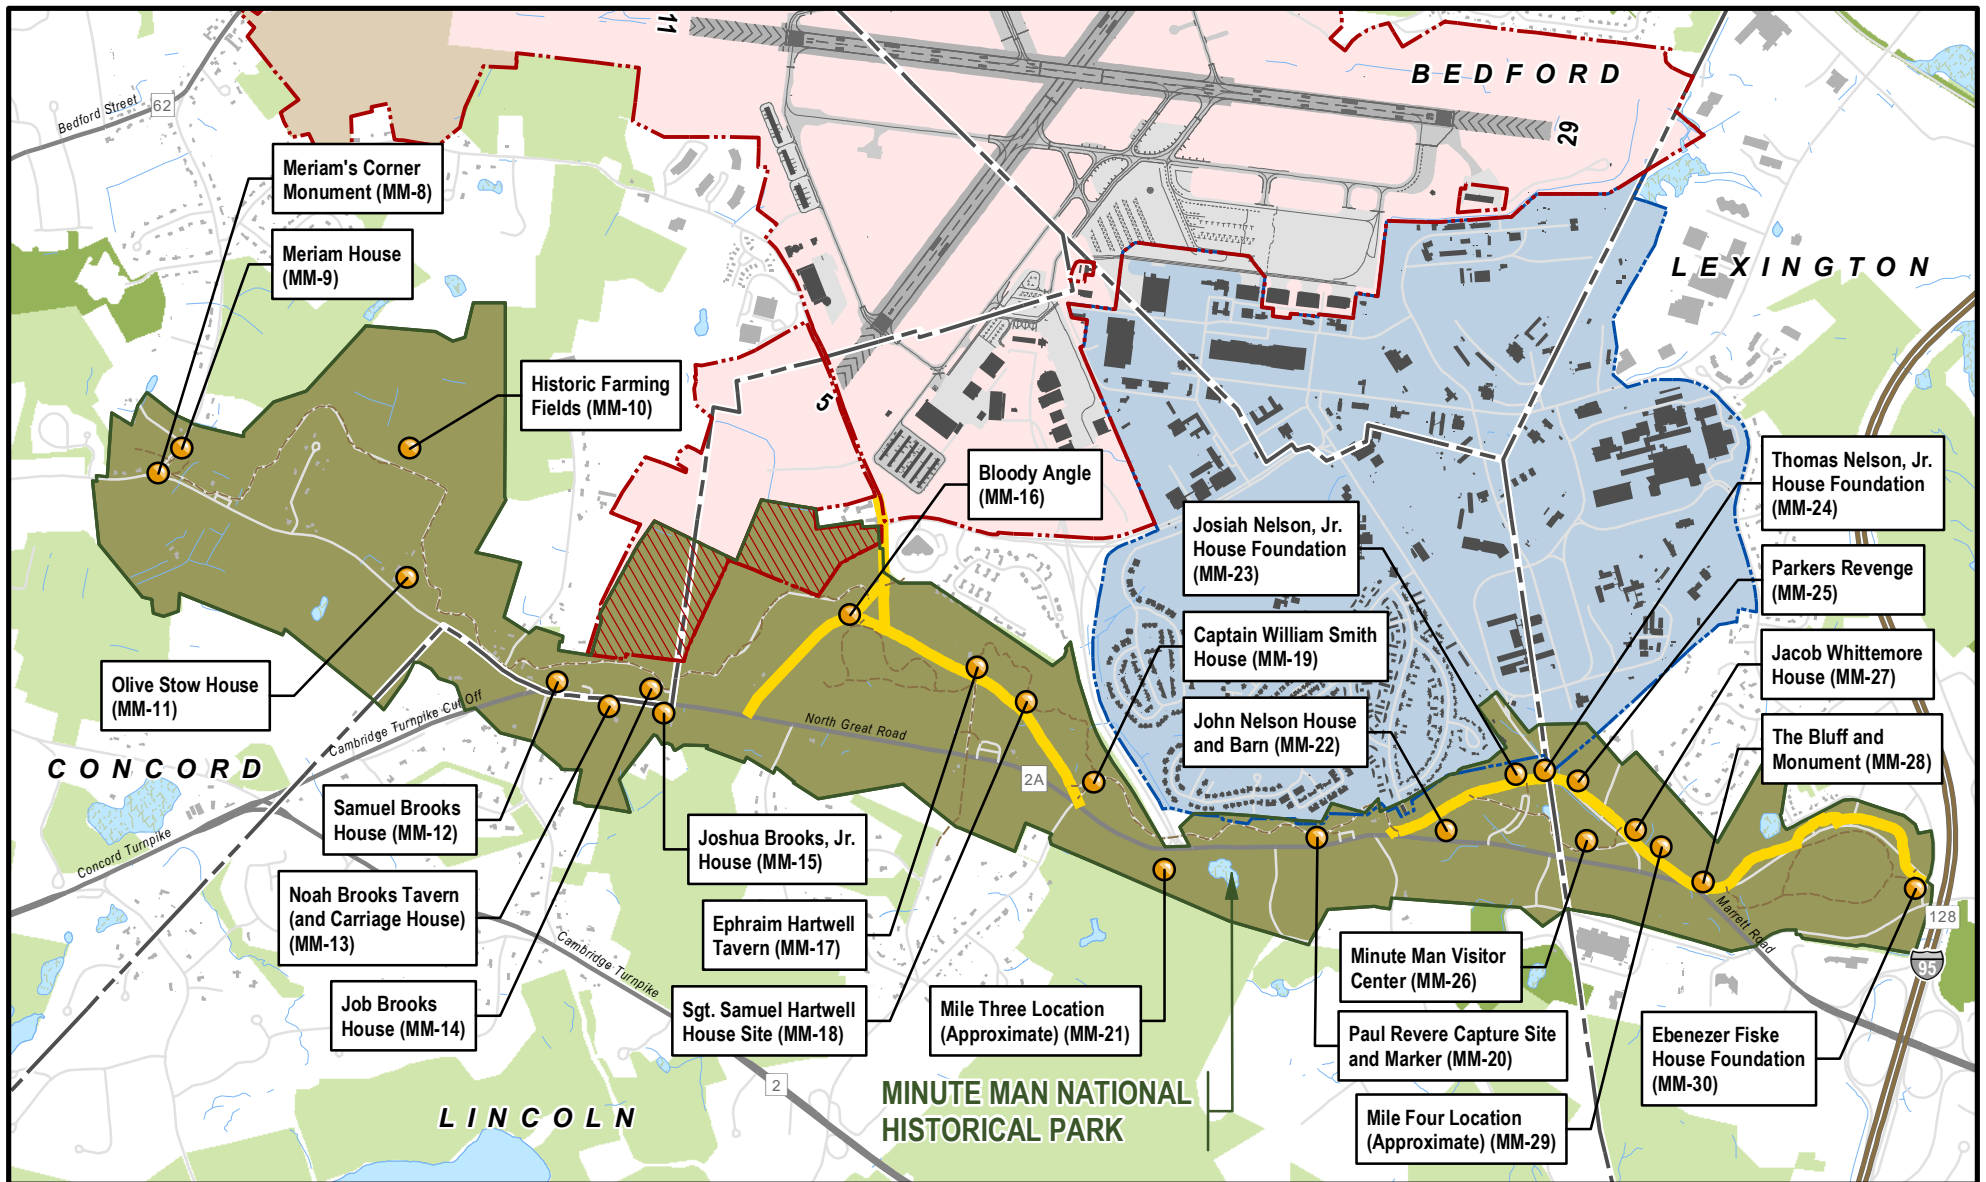 11
BEDFORD
Bedford Street
62
29
Meriam's Corner
Monument (MM-8)
Meriam House
(MM-9)
LEXINGTON
Historic Farming
Fields (MM-10)
5
Bloody Angle
(MM-16)
Thomas Nelson, Jr.
House Foundation
(MM-24)
Josiah Nelson, Jr.
House Foundation
(MM-23)
Parkers Revenge
(MM-25)
Captain William Smith
House (MM-19)
Jacob Whittemore
House (MM-27)
Olive Stow House
(MM-11)
John Nelson House
and Barn (MM-22)
The Bluff and
Monument (MM-28)
Cambridge Turnpike Cut Off
North Great Road
2A
CONCORD
Samuel Brooks
House (MM-12)
Joshua Brooks, Jr.
House (MM-15)
Concord Turnpike
Noah Brooks Tavern
(and Carriage House)
(MM-13)
Ephraim Hartwell
Tavern (MM-17)
Cambridge Turnpike
Marrett Road
128
95
Minute Man Visitor
Center (MM-26)
Job Brooks
House (MM-14)
Sgt. Samuel Hartwell
House Site (MM-18)
Mile Three Location
(Approximate) (MM-21)
Paul Revere Capture Site
and Marker (MM-20)
Ebenezer Fiske
House Foundation
(MM-30)
2
MINUTE MAN NATIONAL
HISTORICAL PARK
LINCOLN
Mile Four Location
(Approximate) (MM-29)